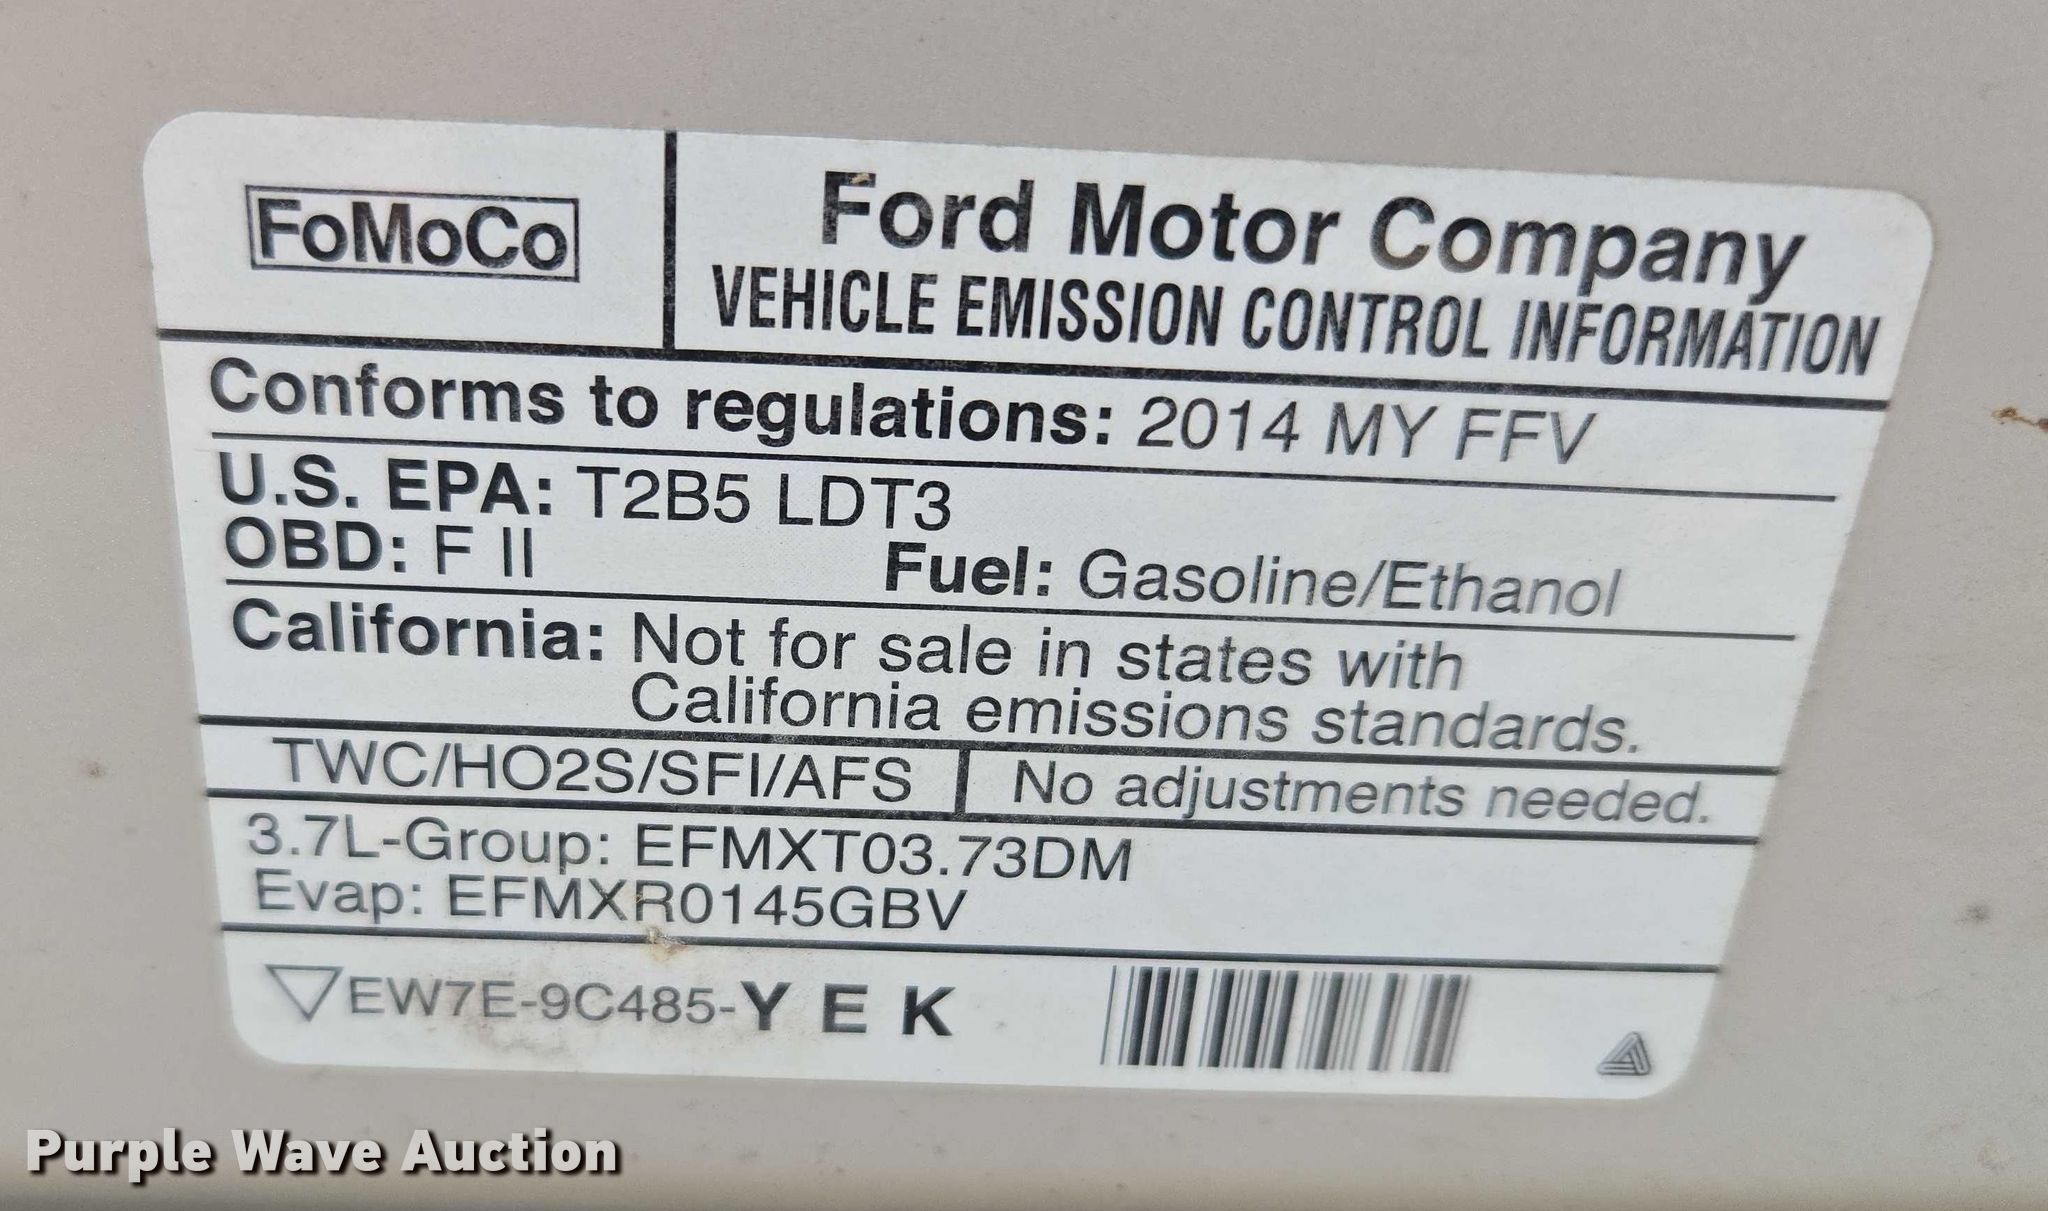 FoMoCo
Ford Motor Company
VEHICLE EMISSION CONTROL INFORMATION
Conforms to regulations: 2014 MY FFV
U.S. EPA: T2B5 LDT3
OBD: F II Fuel: Gasoline/Ethanol
California: Not for sale in states with
California emissions standards.
TWC/HO2S/SFI/AFS No adjustments needed.
3.7L-Group: EFMXT03.73DM
Evap: EFMXR0145GBV
EW7E-9C485-Y E K
Purple Wave Auction